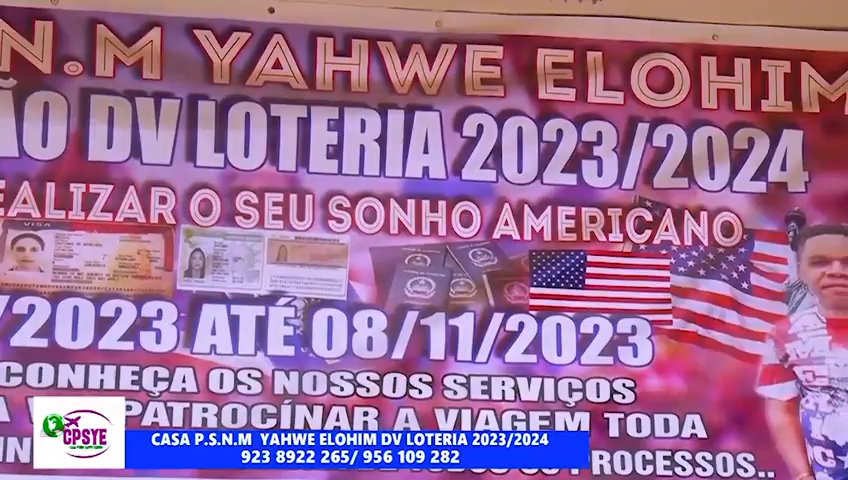 N.M YAHWE ELOHIM
ÃO DV LOTERIA 2023/2024
EALIZAR O SEU SONHO AMERICANO
VISA
/2023 ATÉ 08/11/2023
CONHEÇA OS NOSSOS SERVIÇOS
PATROCÍNAR A VIAGEM TODA
PROCESSOS..
CPSYE
CASA P.S.N.M YAHWE ELOHIM DV LOTERIA 2023/2024
923 8922 265/ 956 109 282